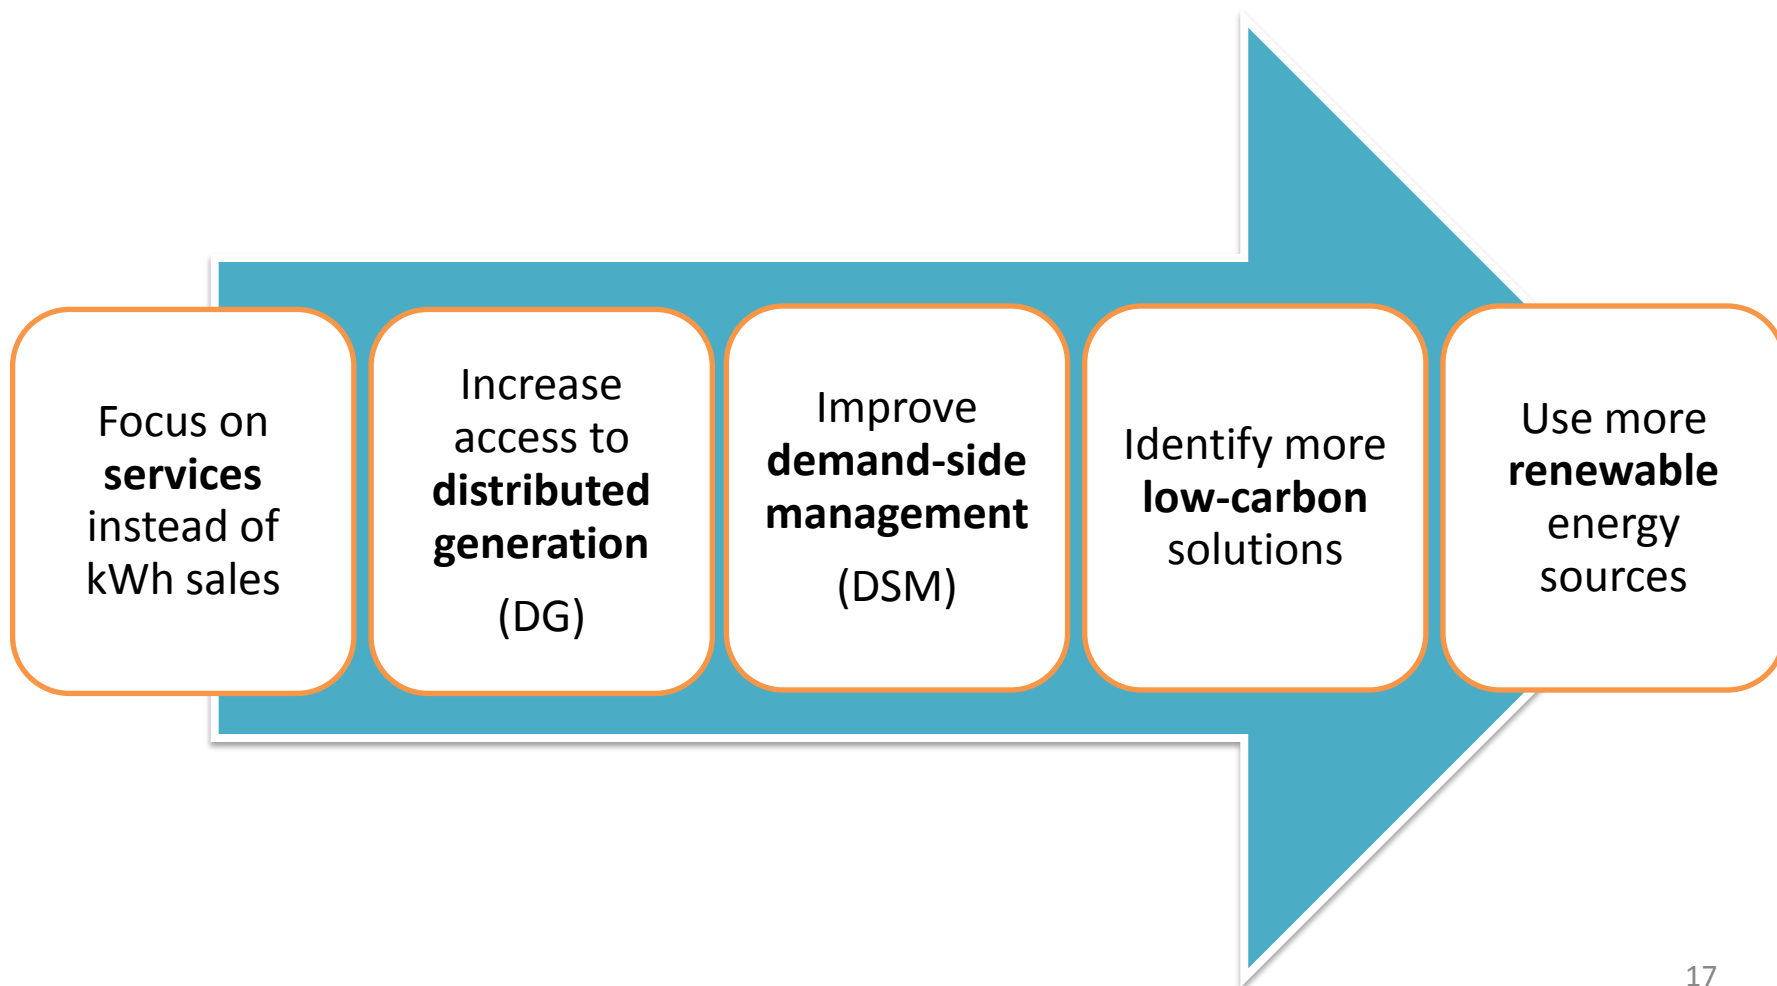 Focus on
services
instead of
kWh sales
Increase
access to
distributed
generation
(DG)
Improve
demand-side
management
(DSM)
Identify more
low-carbon
solutions
Use more
renewable
energy
sources
17